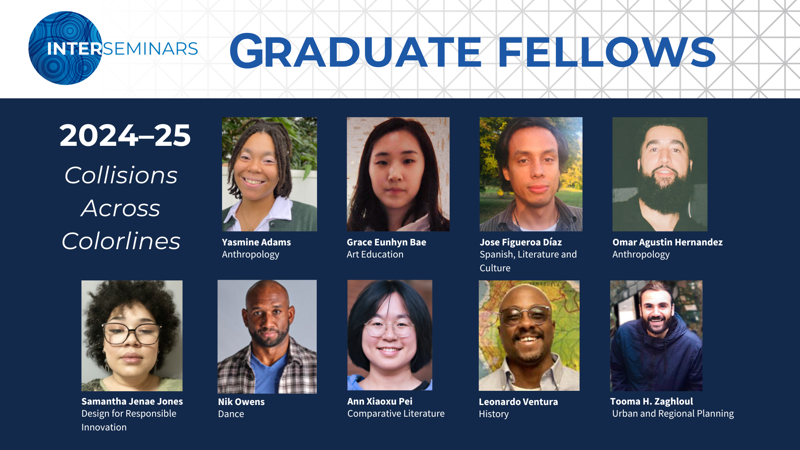 INTERSEMINARS
GRADUATE FELLOWS
2024–25
Collisions
Across
Colorlines
Yasmine Adams
Anthropology
Grace Eunhyn Bae
Art Education
Jose Figueroa Díaz
Spanish, Literature and
Culture
Omar Agustin Hernandez
Anthropology
Samantha Jenae Jones
Design for Responsible
Innovation
Nik Owens
Dance
Ann Xiaoxu Pei
Comparative Literature
Leonardo Ventura
History
Tooma H. Zaghloul
Urban and Regional Planning